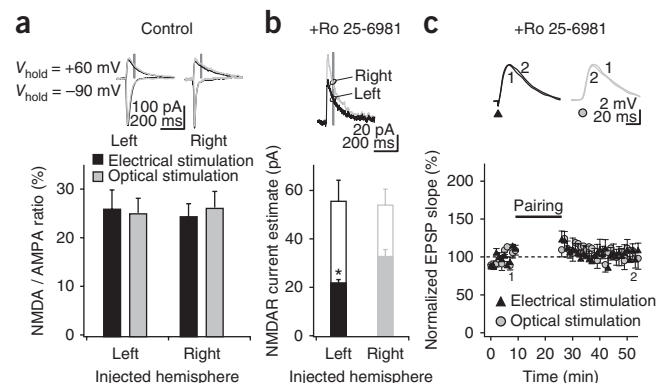 a
Control
Vhold = +60 mV
Vhold = –90 mV
100 pA
200 ms
Left
Right
Electrical stimulation
Optical stimulation
NMDA / AMPA ratio (%)
30
20
10
0
Left
Right
Injected hemisphere
b
+Ro 25-6981
Right
Left
20 pA
200 ms
NMDAR current estimate (pA)
60
40
20
0
*
Left
Right
Injected hemisphere
c
+Ro 25-6981
2
1
1
2
2 mV
20 ms
Normalized EPSP slope (%)
200
150
100
50
0
Pairing
1
2
Electrical stimulation
Optical stimulation
0 10 20 30 40 50
Time (min)